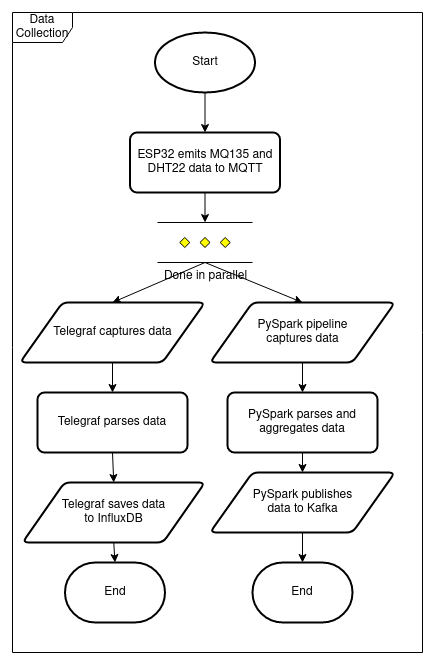 Data
Collection
Start
ESP32 emits MQ135 and
DHT22 data to MQTT
Done in parallel
Telegraf captures data
PySpark pipeline
captures data
Telegraf parses data
PySpark parses and
aggregates data
Telegraf saves data
to InfluxDB
PySpark publishes
data to Kafka
End
End